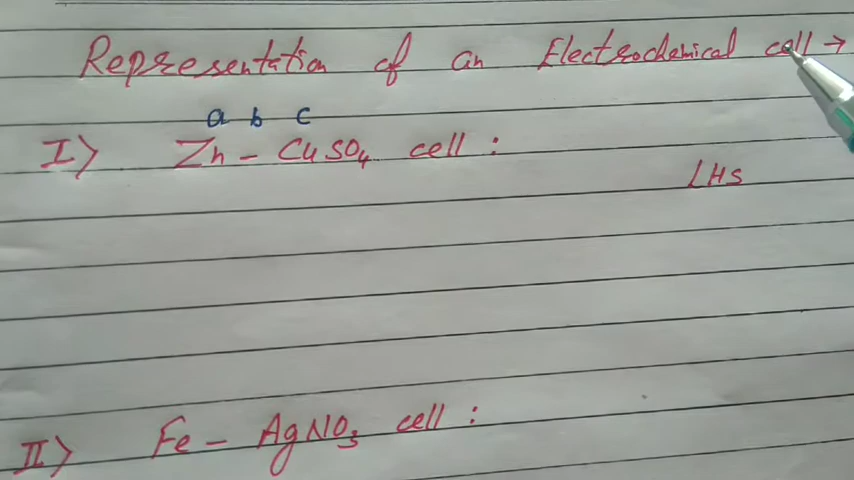 Representation of an Electrochemical cell →
a b c
I> Zn - CuSO₄ cell :
LHS
II> Fe - AgNO₃ cell :